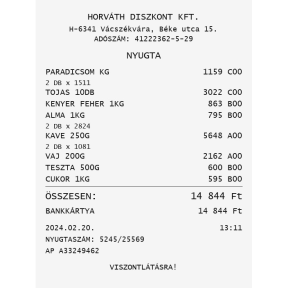 HORVÁTH DISZKONT KFT.
H-6341 Vácszékvára, Béke utca 15.
ADÓSZÁM: 41222362-5-29
NYUGTA
PARADICSOM KG 1159 C00
2 DB x 1511
TOJAS 10DB 3022 C00
KENYER FEHER 1KG 863 B00
ALMA 1KG 795 B00
2 DB x 2824
KAVE 250G 5648 A00
2 DB x 1081
VAJ 200G 2162 A00
TESZTA 500G 600 B00
CUKOR 1KG 595 B00
ÖSSZESEN: 14 844 Ft
BANKKÁRTYA 14 844 Ft
2024.02.20. 13:11
NYUGTASZÁM: 5245/25569
AP A33249462
VISZONTLÁTÁSRA!